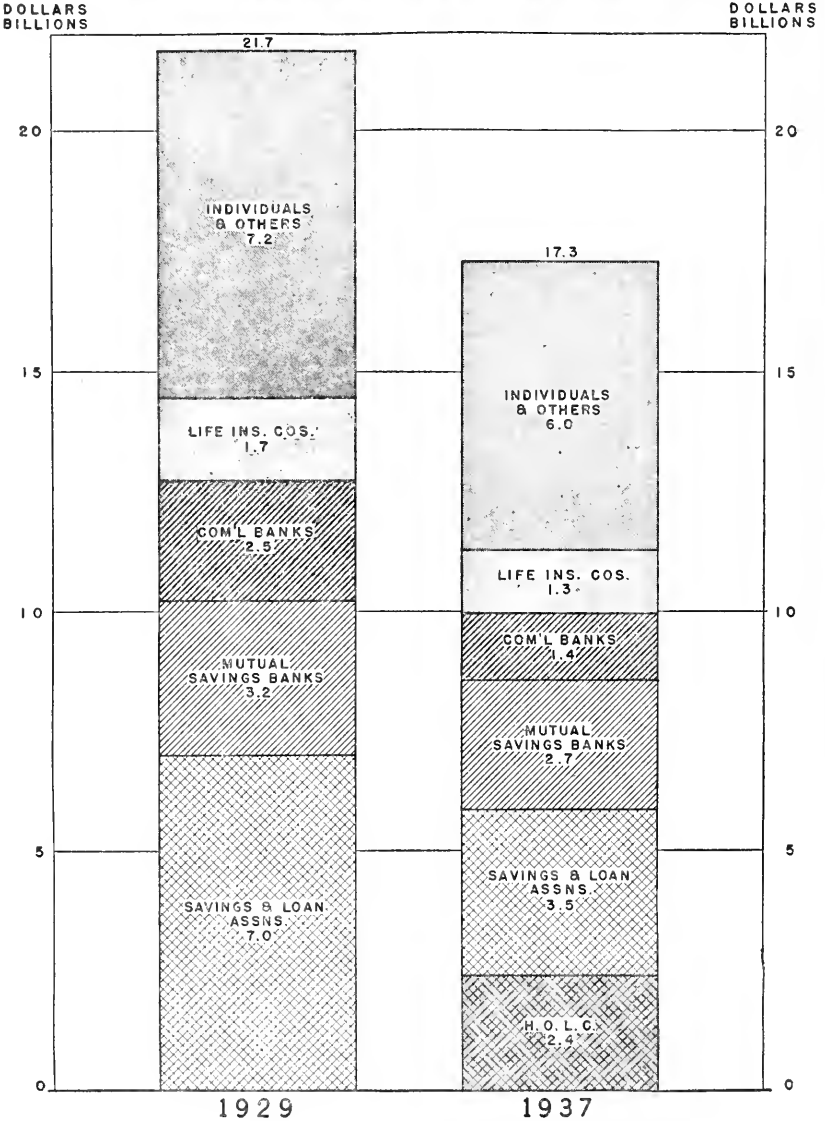 DOLLARS
BILLIONS
DOLLARS
BILLIONS
21.7
20
20
INDIVIDUALS
& OTHERS
7.2
17.3
15
15
INDIVIDUALS
& OTHERS
6.0
LIFE INS. COS.
1.7
COM'L BANKS
2.5
LIFE INS. COS.
1.3
10
10
COM'L BANKS
1.4
MUTUAL
SAVINGS BANKS
3.2
MUTUAL
SAVINGS BANKS
2.7
5
5
SAVINGS & LOAN
ASSNS.
3.5
SAVINGS & LOAN
ASSNS.
7.0
H. O. L. C.
2.4
0
0
1929
1937